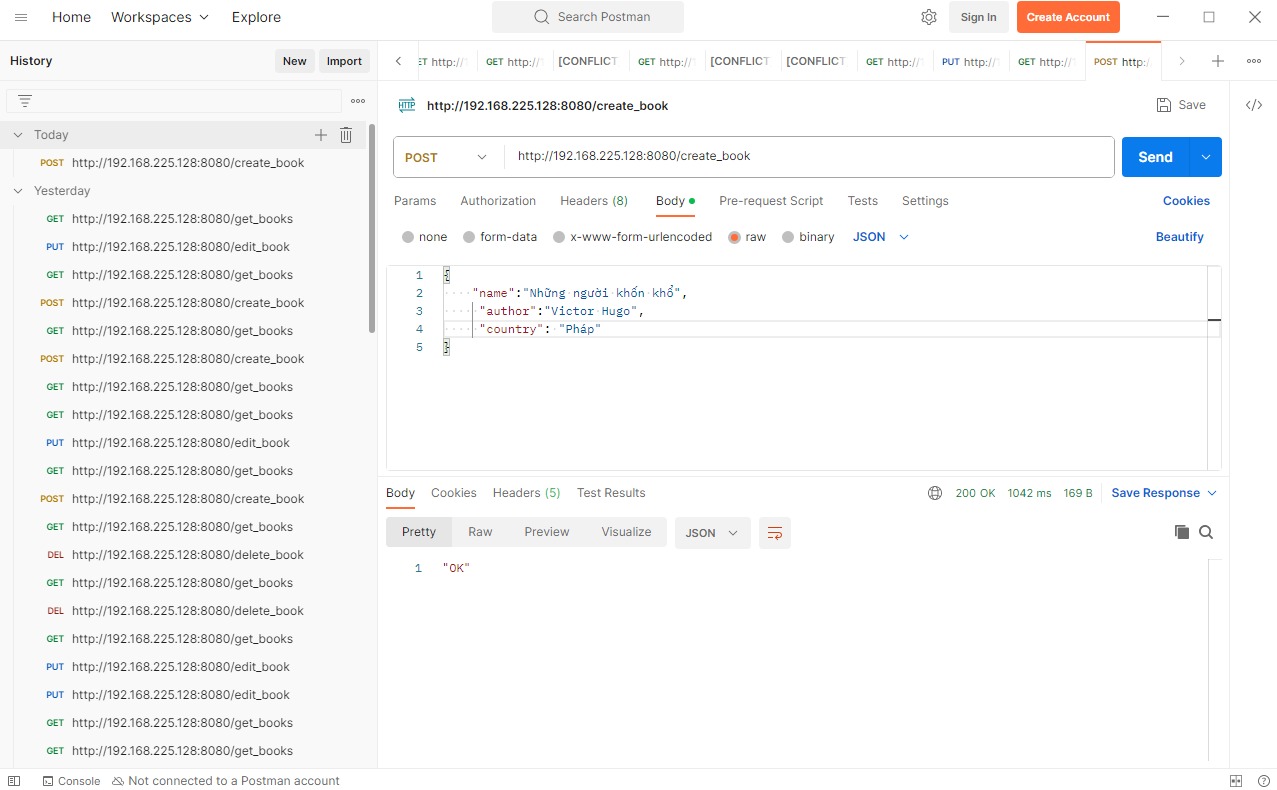 Home Workspaces Explore Search Postman Sign In Create Account
History New Import
ET http:// GET http:// [CONFLICT GET http:// [CONFLICT [CONFLICT GET http:// PUT http:// GET http:// POST http:/
HTTP http://192.168.225.128:8080/create_book Save </>
Today
POST http://192.168.225.128:8080/create_book
Yesterday
GET http://192.168.225.128:8080/get_books
PUT http://192.168.225.128:8080/edit_book
GET http://192.168.225.128:8080/get_books
POST http://192.168.225.128:8080/create_book
GET http://192.168.225.128:8080/get_books
POST http://192.168.225.128:8080/create_book
GET http://192.168.225.128:8080/get_books
GET http://192.168.225.128:8080/get_books
PUT http://192.168.225.128:8080/edit_book
GET http://192.168.225.128:8080/get_books
POST http://192.168.225.128:8080/create_book
GET http://192.168.225.128:8080/get_books
DEL http://192.168.225.128:8080/delete_book
GET http://192.168.225.128:8080/get_books
DEL http://192.168.225.128:8080/delete_book
GET http://192.168.225.128:8080/get_books
PUT http://192.168.225.128:8080/edit_book
PUT http://192.168.225.128:8080/edit_book
GET http://192.168.225.128:8080/get_books
GET http://192.168.225.128:8080/get_books
POST http://192.168.225.128:8080/create_book Send
Params Authorization Headers (8) Body Pre-request Script Tests Settings Cookies
none form-data x-www-form-urlencoded raw binary JSON Beautify
1 {
2 "name":"Những người khốn khổ",
3 "author":"Victor Hugo",
4 "country": "Pháp"
5 }
Body Cookies Headers (5) Test Results 200 OK 1042 ms 169 B Save Response
Pretty Raw Preview Visualize JSON
1 "OK"
Console Not connected to a Postman account